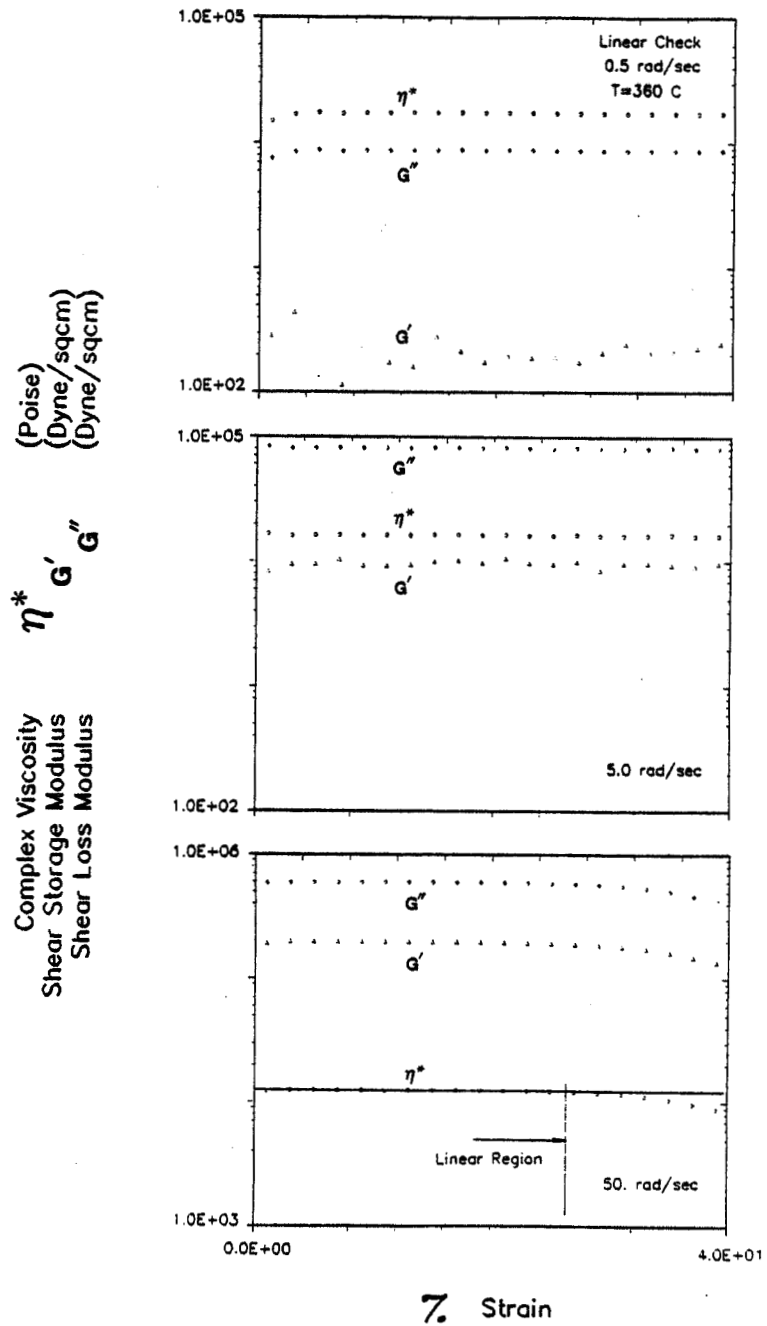 1.0E+05
Linear Check
0.5 rad/sec
T=360 C
η*
G″
G′
1.0E+02
1.0E+05
G″
η*
G′
5.0 rad/sec
1.0E+02
1.0E+06
G″
G′
η*
Linear Region
50. rad/sec
1.0E+03
0.0E+00
4.0E+01
% Strain
Complex Viscosity η* (Poise)
Shear Storage Modulus G′ (Dyne/sqcm)
Shear Loss Modulus G″ (Dyne/sqcm)